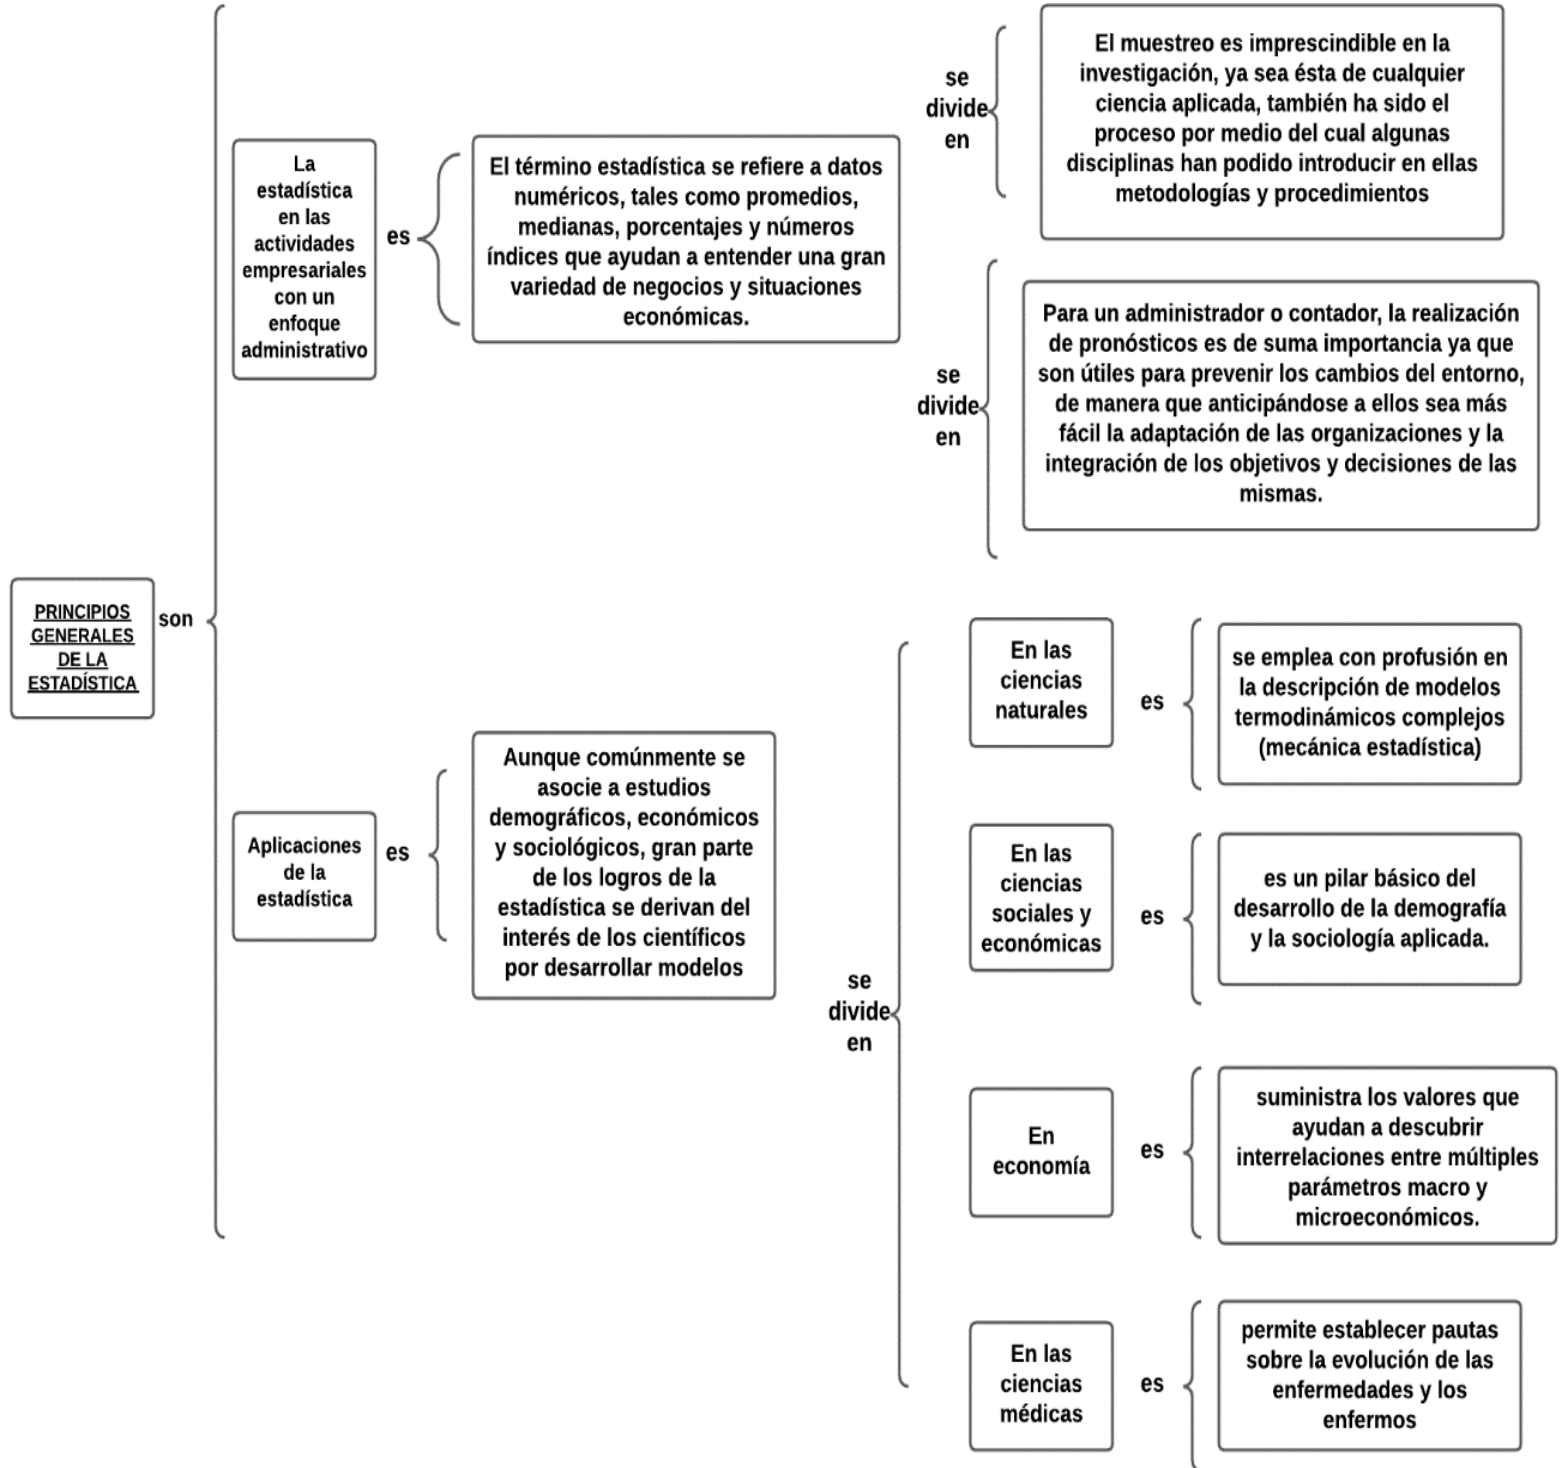 PRINCIPIOS
GENERALES
DE LA
ESTADÍSTICA
son
La
estadística
en las
actividades
empresariales
con un
enfoque
administrativo
es
El término estadística se refiere a datos
numéricos, tales como promedios,
medianas, porcentajes y números
índices que ayudan a entender una gran
variedad de negocios y situaciones
económicas.
se
divide
en
El muestreo es imprescindible en la
investigación, ya sea ésta de cualquier
ciencia aplicada, también ha sido el
proceso por medio del cual algunas
disciplinas han podido introducir en ellas
metodologías y procedimientos
se
divide
en
Para un administrador o contador, la realización
de pronósticos es de suma importancia ya que
son útiles para prevenir los cambios del entorno,
de manera que anticipándose a ellos sea más
fácil la adaptación de las organizaciones y la
integración de los objetivos y decisiones de las
mismas.
Aplicaciones
de la
estadística
es
Aunque comúnmente se
asocie a estudios
demográficos, económicos
y sociológicos, gran parte
de los logros de la
estadística se derivan del
interés de los científicos
por desarrollar modelos
se
divide
en
En las
ciencias
naturales
es
se emplea con profusión en
la descripción de modelos
termodinámicos complejos
(mecánica estadística)
En las
ciencias
sociales y
económicas
es
es un pilar básico del
desarrollo de la demografía
y la sociología aplicada.
En
economía
es
suministra los valores que
ayudan a descubrir
interrelaciones entre múltiples
parámetros macro y
microeconómicos.
En las
ciencias
médicas
es
permite establecer pautas
sobre la evolución de las
enfermedades y los
enfermos